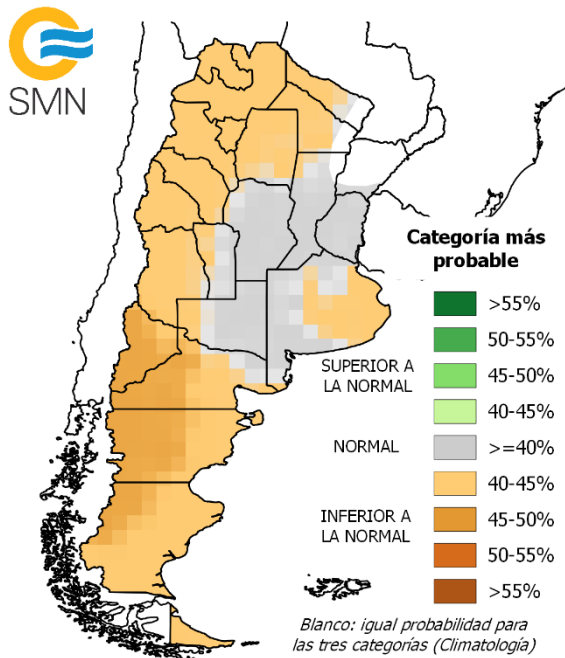 SMN
Categoría más
probable
>55%
50-55%
45-50%
40-45%
SUPERIOR A
LA NORMAL
>=40%
NORMAL
40-45%
45-50%
50-55%
>55%
INFERIOR A
LA NORMAL
Blanco: igual probabilidad para
las tres categorías (Climatología)